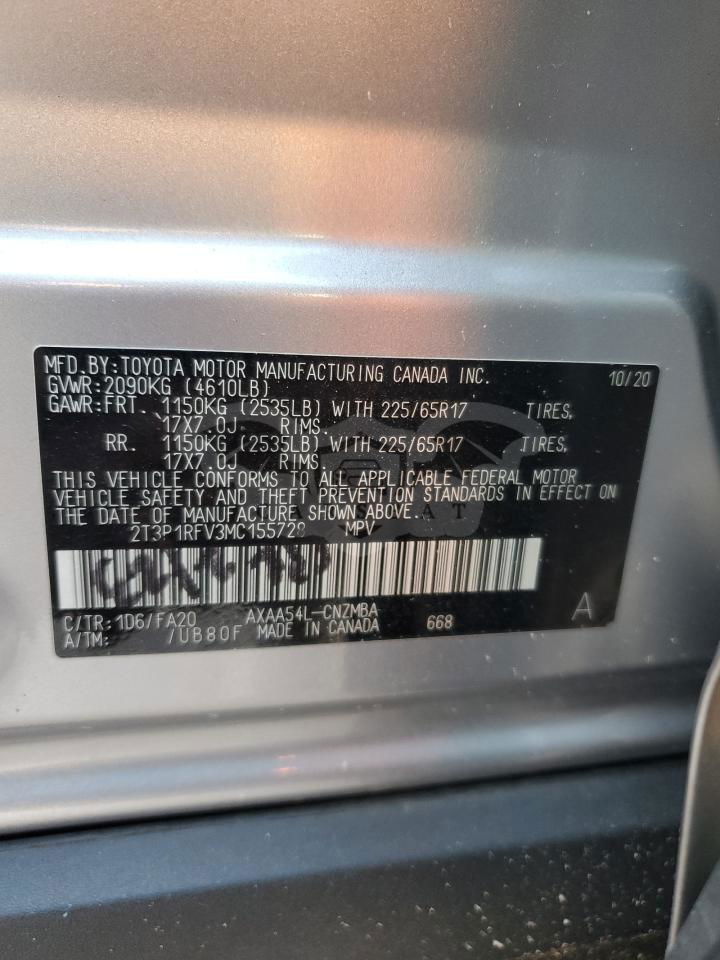 MFD.BY:TOYOTA MOTOR MANUFACTURING CANADA INC. 10/20
GVWR:2090KG (4610LB)
GAWR:FRT. 1150KG (2535LB) WITH 225/65R17 TIRES,
17X7.0J RIMS.
RR. 1150KG (2535LB) WITH 225/65R17 TIRES,
17X7.0J RIMS.
THIS VEHICLE CONFORMS TO ALL APPLICABLE FEDERAL MOTOR
VEHICLE SAFETY AND THEFT PREVENTION STANDARDS IN EFFECT ON
THE DATE OF MANUFACTURE SHOWN ABOVE.
2T3P1RFV3MC155728 MPV
C/TR:1D6/FA20 AXAA54L-CNZMBA 668 A
A/TM: /UB80F MADE IN CANADA